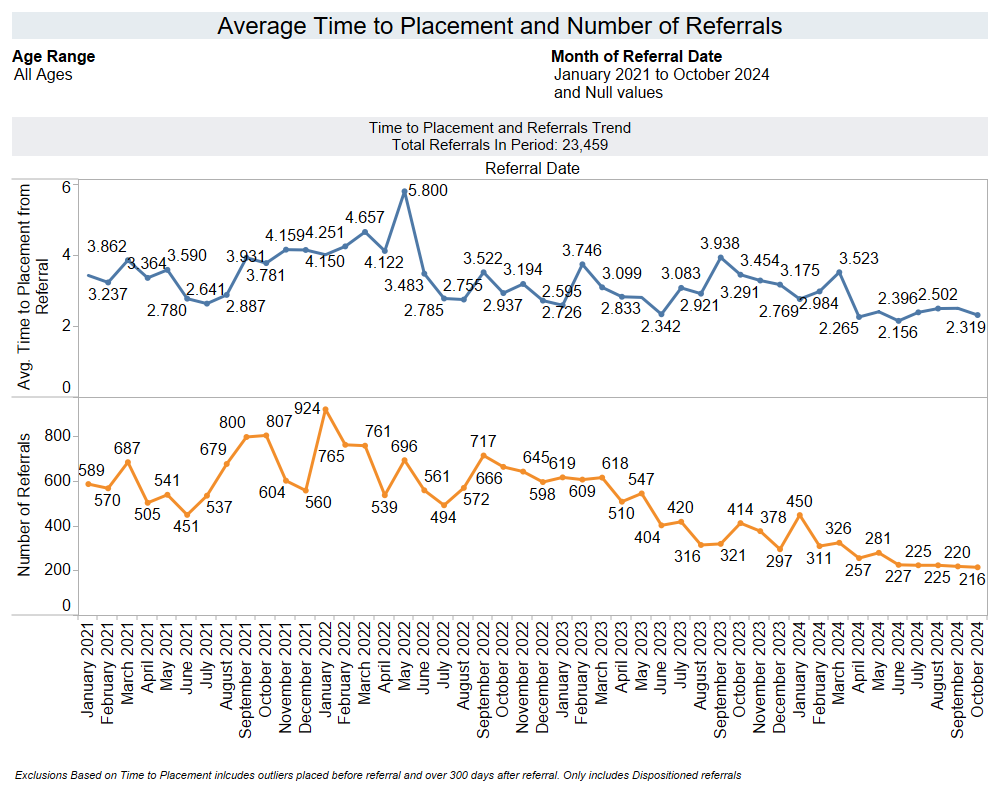 Average Time to Placement and Number of Referrals
Age Range
All Ages
Month of Referral Date
January 2021 to October 2024
and Null values
Time to Placement and Referrals Trend
Total Referrals In Period: 23,459
Referral Date
Avg. Time to Placement from
Referral
6
4
2
0
3.862
3.237
3.364
3.590
2.780
2.641
2.887
3.931
3.781
4.159
4.150
4.251
4.657
4.122
5.800
3.483
2.785
2.755
3.522
2.937
3.194
2.726
2.595
3.746
3.099
2.833
2.342
3.083
2.921
3.938
3.291
3.454
3.175
2.769
2.984
3.523
2.265
2.396
2.156
2.502
2.319
Number of Referrals
800
600
400
200
0
589
570
687
505
541
451
537
679
800
807
604
560
924
765
761
539
696
561
494
572
717
666
645
598
619
609
618
510
547
404
420
316
321
414
378
297
450
311
326
257
281
227
225
225
220
216
January 2021
February 2021
March 2021
April 2021
May 2021
June 2021
July 2021
August 2021
September 2021
October 2021
November 2021
December 2021
January 2022
February 2022
March 2022
April 2022
May 2022
June 2022
July 2022
August 2022
September 2022
October 2022
November 2022
December 2022
January 2023
February 2023
March 2023
April 2023
May 2023
June 2023
July 2023
August 2023
September 2023
October 2023
November 2023
December 2023
January 2024
February 2024
March 2024
April 2024
May 2024
June 2024
July 2024
August 2024
September 2024
October 2024
Exclusions Based on Time to Placement inlcudes outliers placed before referral and over 300 days after referral. Only includes Dispositioned referrals